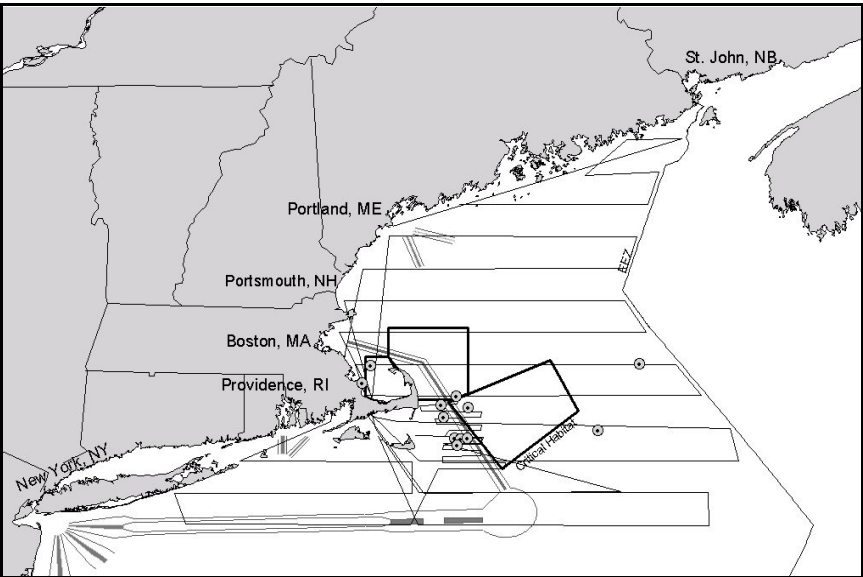 St. John, NB
Portland, ME
EEZ
Portsmouth, NH
Boston, MA
Providence, RI
Critical Habitat
New York, NY